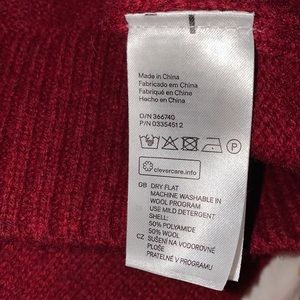 Made in China
Fabricado em China
Fabriqué en Chine
Hecho en China
O/N 366740
P/N 0335451 2
P
clevercare.info
GB DRY FLAT
MACHINE WASHABLE IN
WOOL PROGRAM
USE MILD DETERGENT
SHELL:
50% POLYAMIDE
50% WOOL
CZ SUŠENÍ NA VODOROVNÉ
PLOŠE
PRATELNÉ V PROGRAMU